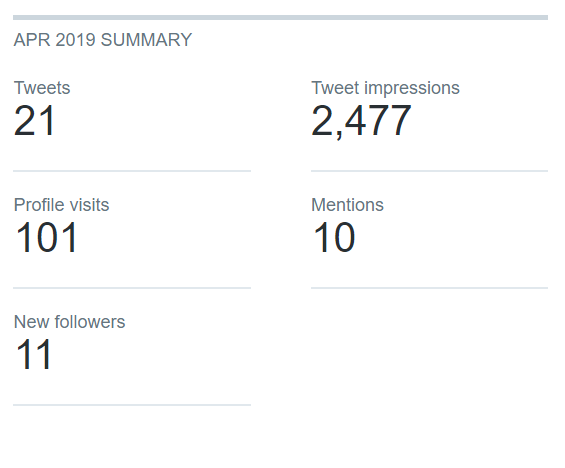 APR 2019 SUMMARY
Tweets
21
Tweet impressions
2,477
Profile visits
101
Mentions
10
New followers
11